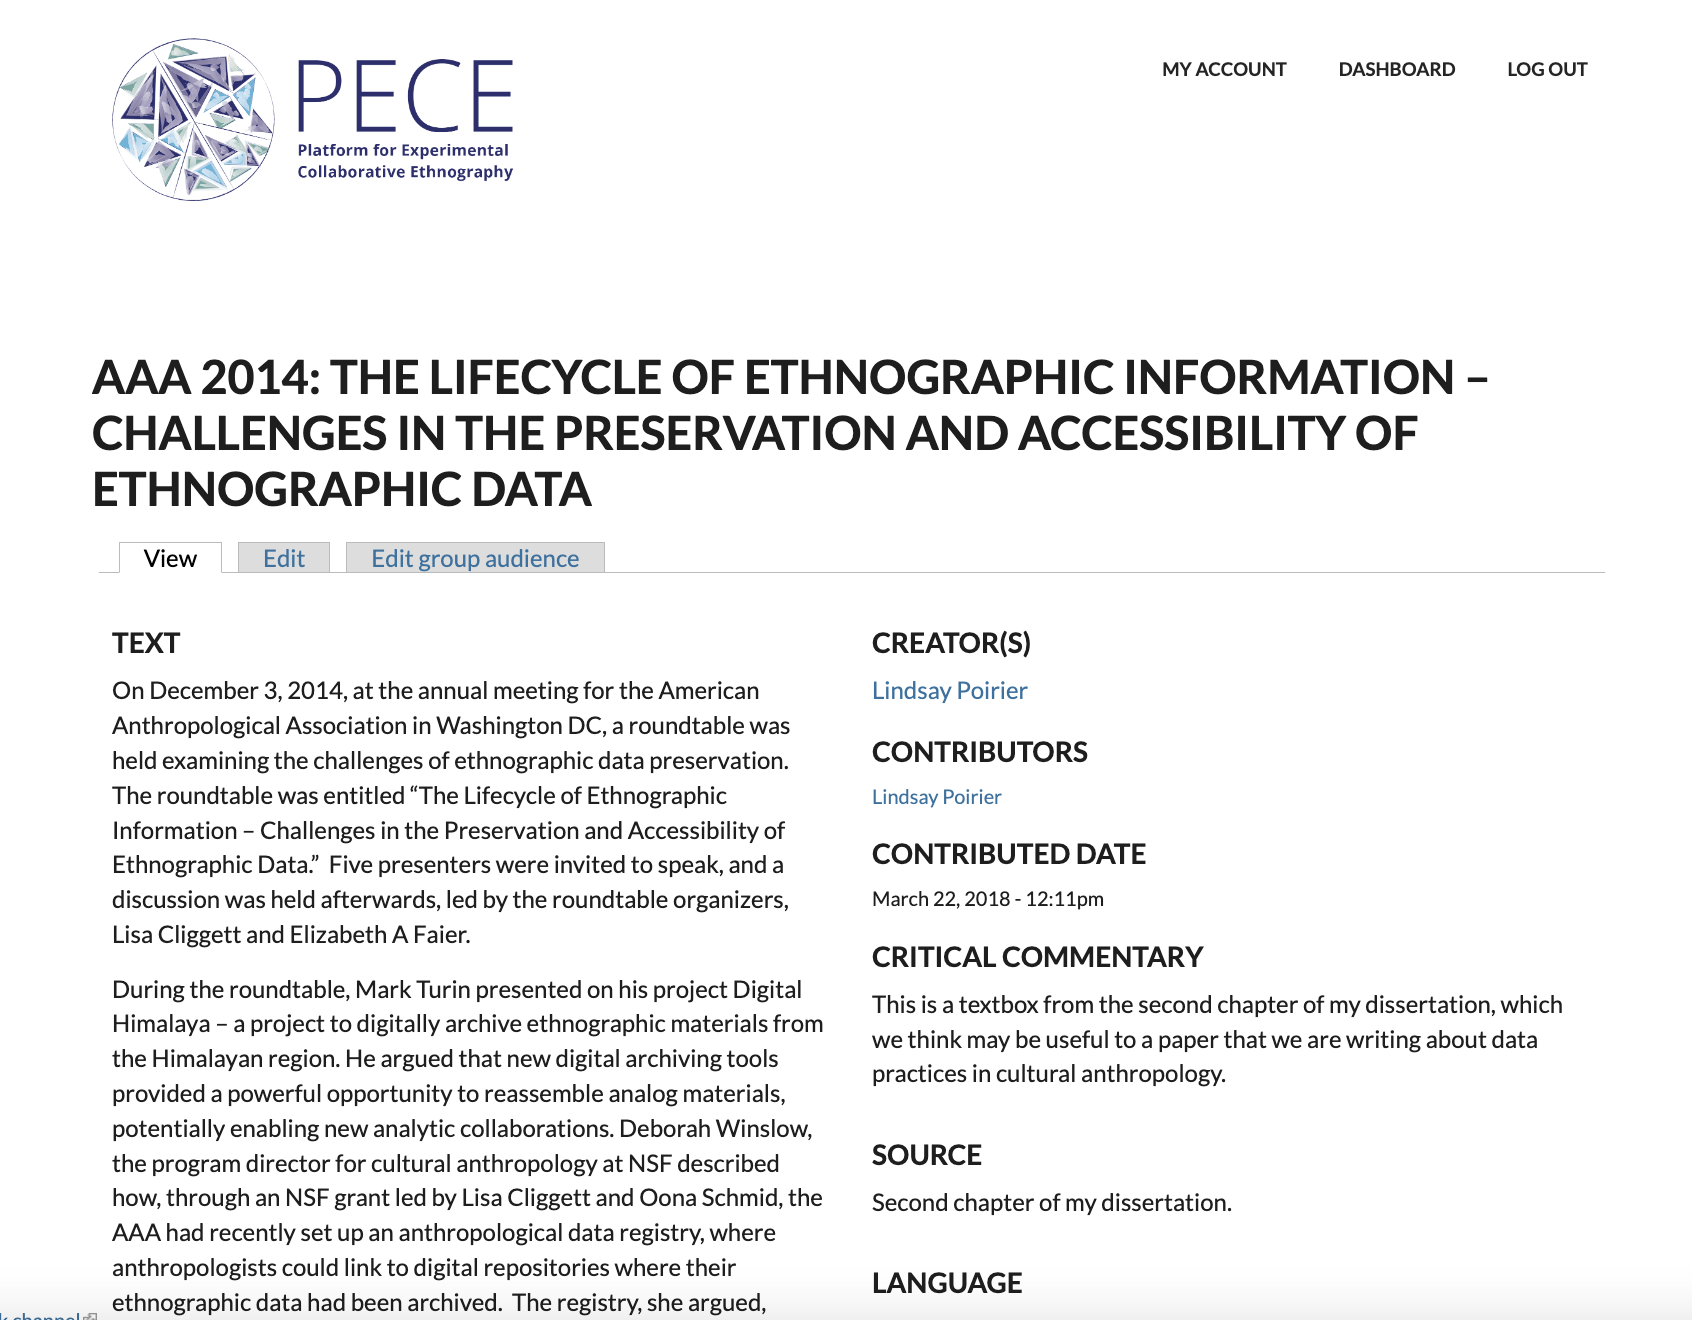 PECE
Platform for Experimental
Collaborative Ethnography
MY ACCOUNT
DASHBOARD
LOG OUT
AAA 2014: THE LIFECYCLE OF ETHNOGRAPHIC INFORMATION –
CHALLENGES IN THE PRESERVATION AND ACCESSIBILITY OF
ETHNOGRAPHIC DATA
View
Edit
Edit group audience
TEXT
On December 3, 2014, at the annual meeting for the American
Anthropological Association in Washington DC, a roundtable was
held examining the challenges of ethnographic data preservation.
The roundtable was entitled “The Lifecycle of Ethnographic
Information – Challenges in the Preservation and Accessibility of
Ethnographic Data.”  Five presenters were invited to speak, and a
discussion was held afterwards, led by the roundtable organizers,
Lisa Cliggett and Elizabeth A Faier.
During the roundtable, Mark Turin presented on his project Digital
Himalaya – a project to digitally archive ethnographic materials from
the Himalayan region. He argued that new digital archiving tools
provided a powerful opportunity to reassemble analog materials,
potentially enabling new analytic collaborations. Deborah Winslow,
the program director for cultural anthropology at NSF described
how, through an NSF grant led by Lisa Cliggett and Oona Schmid, the
AAA had recently set up an anthropological data registry, where
anthropologists could link to digital repositories where their
ethnographic data had been archived.  The registry, she argued,
CREATOR(S)
Lindsay Poirier
CONTRIBUTORS
Lindsay Poirier
CONTRIBUTED DATE
March 22, 2018 - 12:11pm
CRITICAL COMMENTARY
This is a textbox from the second chapter of my dissertation, which
we think may be useful to a paper that we are writing about data
practices in cultural anthropology.
SOURCE
Second chapter of my dissertation.
LANGUAGE